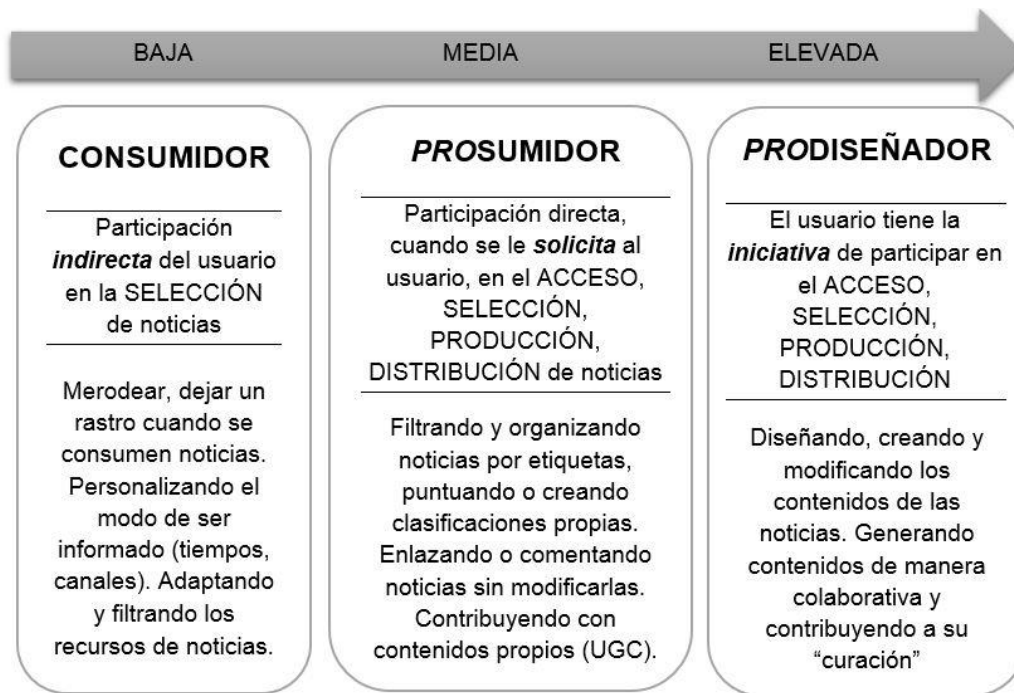 BAJA MEDIA ELEVADA
CONSUMIDOR
Participación
indirecta del usuario
en la SELECCIÓN
de noticias
Merodear, dejar un
rastro cuando se
consumen noticias.
Personalizando el
modo de ser
informado (tiempos,
canales). Adaptando
y filtrando los
recursos de noticias.
PROSUMIDOR
Participación directa,
cuando se le solicita al
usuario, en el ACCESO,
SELECCIÓN,
PRODUCCIÓN,
DISTRIBUCIÓN de noticias
Filtrando y organizando
noticias por etiquetas,
puntuando o creando
clasificaciones propias.
Enlazando o comentando
noticias sin modificarlas.
Contribuyendo con
contenidos propios (UGC).
PRODISEÑADOR
El usuario tiene la
iniciativa de participar en
el ACCESO,
SELECCIÓN,
PRODUCCIÓN,
DISTRIBUCIÓN
Diseñando, creando y
modificando los
contenidos de las
noticias. Generando
contenidos de manera
colaborativa y
contribuyendo a su
“curación”